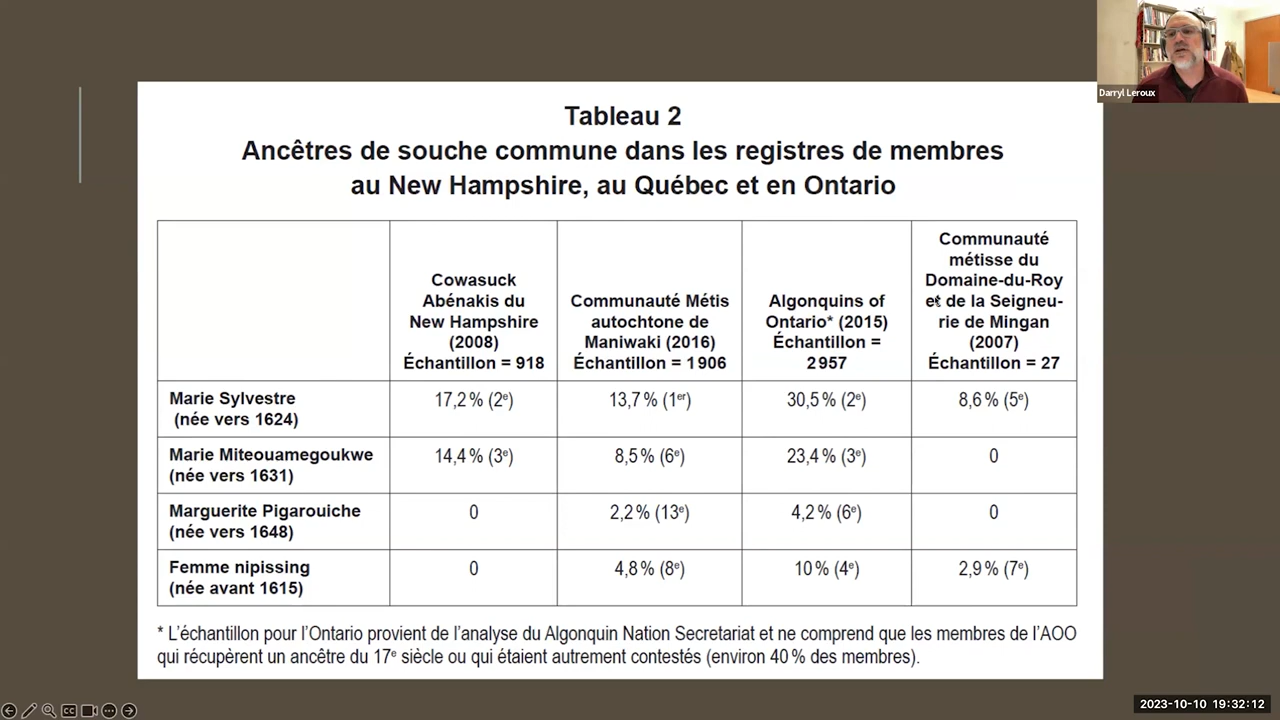 Darryl Leroux
Tableau 2
Ancêtres de souche commune dans les registres de membres
au New Hampshire, au Québec et en Ontario
Cowasuck
Abénakis du
New Hampshire
(2008)
Échantillon = 918
Communauté Métis
autochtone de
Maniwaki (2016)
Échantillon = 1 906
Algonquins of
Ontario* (2015)
Échantillon =
2 957
Communauté
métisse du
Domaine-du-Roy
et de la Seigneu-
rie de Mingan
(2007)
Échantillon = 27
Marie Sylvestre
(née vers 1624)
17,2 % (2e)
13,7 % (1er)
30,5 % (2e)
8,6 % (5e)
Marie Miteouamegoukwe
(née vers 1631)
14,4 % (3e)
8,5 % (6e)
23,4 % (3e)
0
Marguerite Pigarouiche
(née vers 1648)
0
2,2 % (13e)
4,2 % (6e)
0
Femme nipissing
(née avant 1615)
0
4,8 % (8e)
10 % (4e)
2,9 % (7e)
* L'échantillon pour l'Ontario provient de l'analyse du Algonquin Nation Secretariat et ne comprend que les membres de l'AOO
qui récupèrent un ancêtre du 17e siècle ou qui étaient autrement contestés (environ 40 % des membres).
CC
2023-10-10 19:32:12